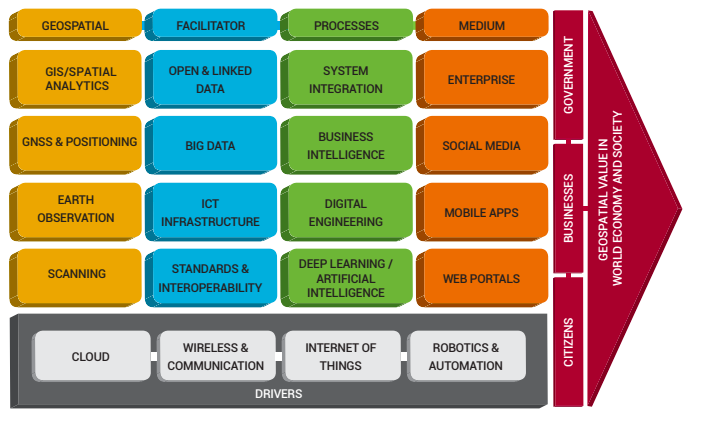 GEOSPATIAL
FACILITATOR
PROCESSES
MEDIUM
GIS/SPATIAL
ANALYTICS
OPEN & LINKED
DATA
SYSTEM
INTEGRATION
ENTERPRISE
GNSS & POSITIONING
BIG DATA
BUSINESS
INTELLIGENCE
SOCIAL MEDIA
EARTH
OBSERVATION
ICT
INFRASTRUCTURE
DIGITAL
ENGINEERING
MOBILE APPS
SCANNING
STANDARDS &
INTEROPERABILITY
DEEP LEARNING /
ARTIFICIAL
INTELLIGENCE
WEB PORTALS
CLOUD
WIRELESS &
COMMUNICATION
INTERNET OF
THINGS
ROBOTICS &
AUTOMATION
DRIVERS
GOVERNMENT
BUSINESSES
CITIZENS
GEOSPATIAL VALUE IN
WORLD ECONOMY AND SOCIETY